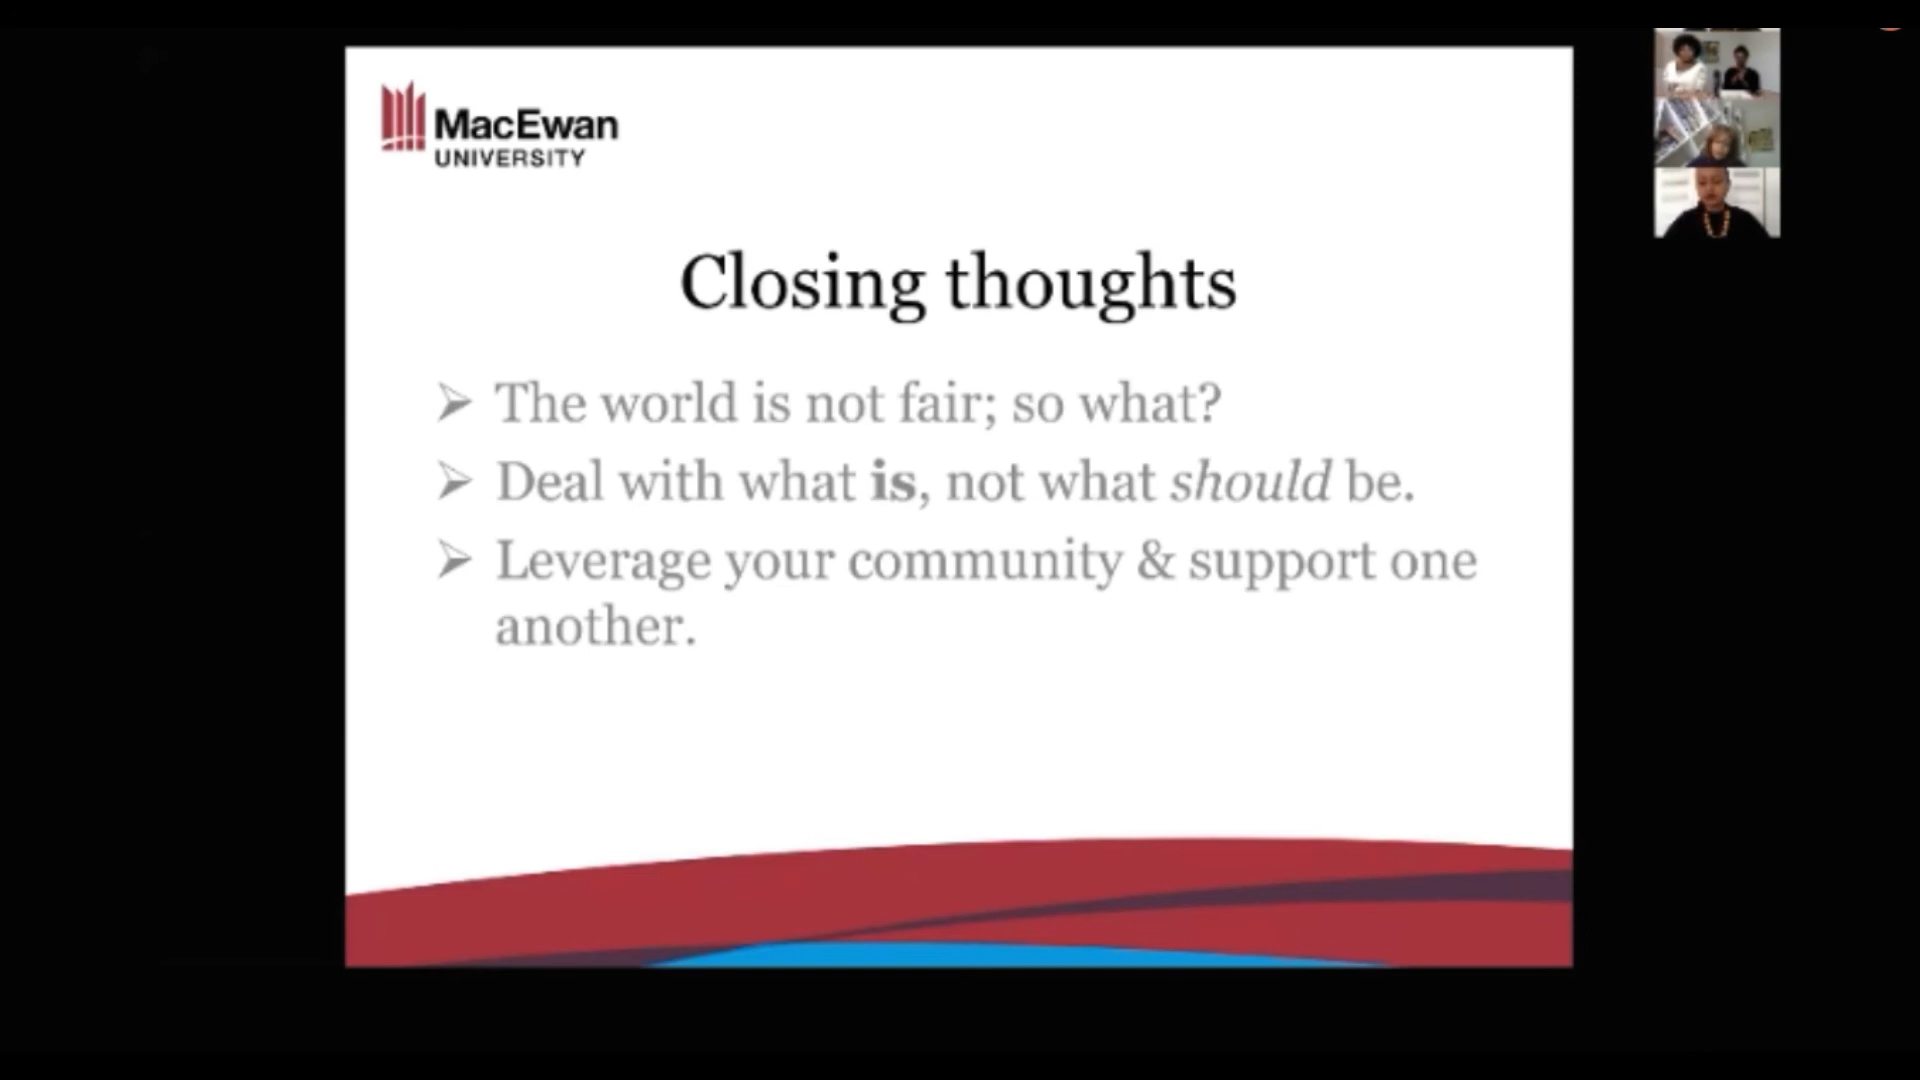 MacEwan
UNIVERSITY
Closing thoughts
➢ The world is not fair; so what?
➢ Deal with what is, not what should be.
➢ Leverage your community & support one
another.